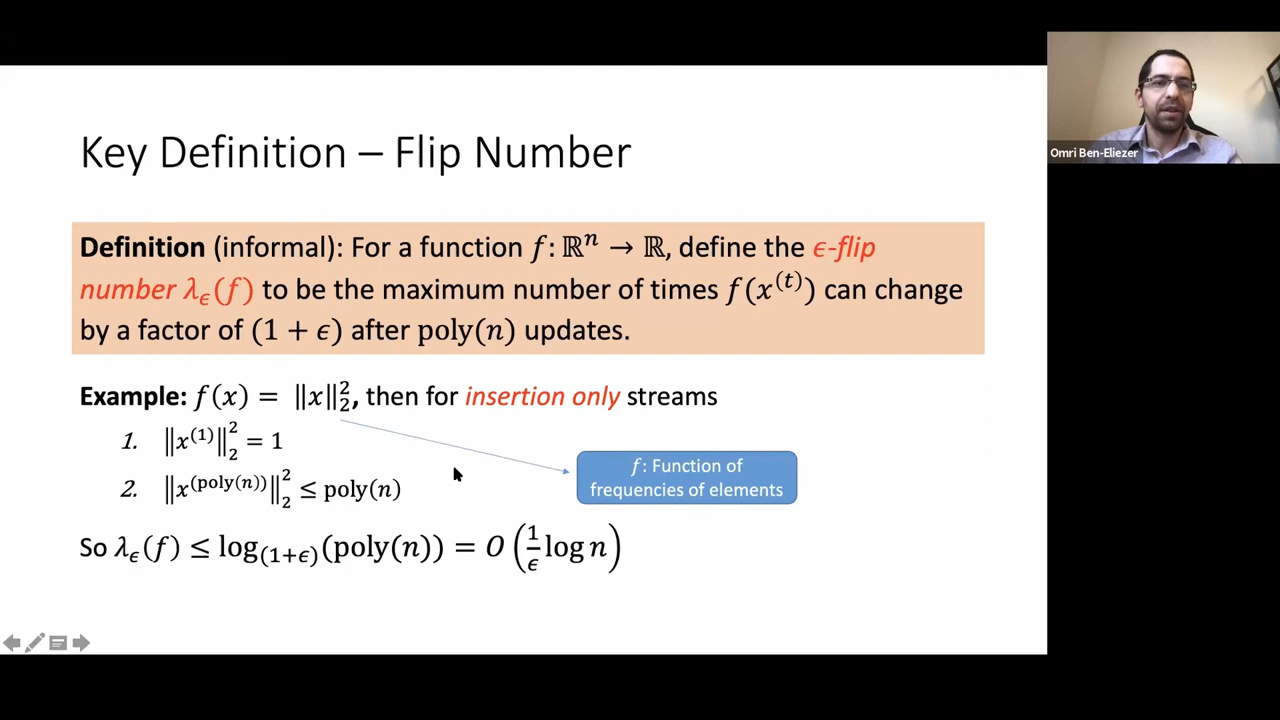 Key Definition – Flip Number
Omri Ben-Eliezer
Definition (informal): For a function f: ℝⁿ → ℝ, define the ϵ-flip
number λ_ϵ(f) to be the maximum number of times f(x^(t)) can change
by a factor of (1 + ϵ) after poly(n) updates.
Example: f(x) = ‖x‖₂², then for insertion only streams
1. ‖x^(1)‖₂² = 1
f: Function of
frequencies of elements
2. ‖x^(poly(n))‖₂² ≤ poly(n)
So λ_ϵ(f) ≤ log_(1+ϵ)(poly(n)) = O(1/ϵ log n)